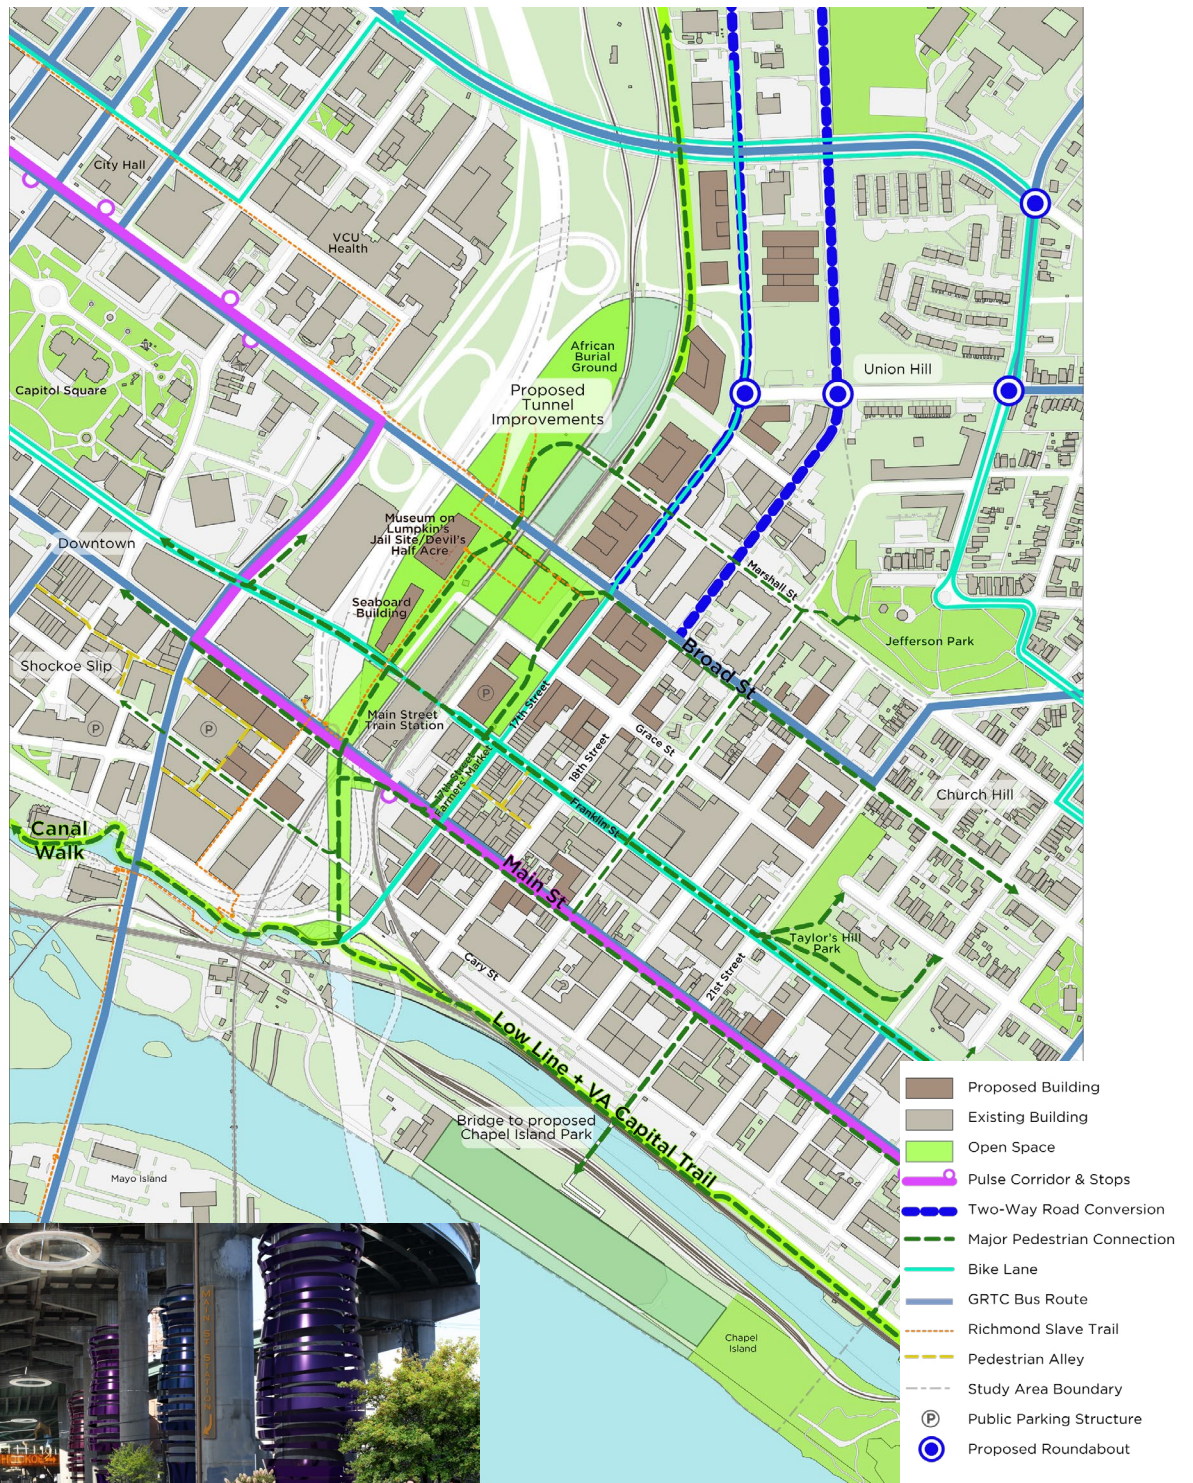 City Hall
VCU
Health
African
Burial
Ground
Capitol Square
Proposed
Tunnel
Improvements
Union Hill
Museum on
Lumpkin's
Jail Site/Devil's
Half Acre
Downtown
Marshall St
Seaboard
Building
Jefferson Park
Shockoe Slip
Broad St
P
17th Street
Main Street
Train Station
P
P
Grace St
18th Street
17th Street
Farmers' Market
Church Hill
Franklin St
Canal
Walk
Main St
Taylor's Hill
Park
Cary St
21st Street
Low Line + VA Capital Trail
Bridge to proposed
Chapel Island Park
Mayo Island
Chapel
Island
Proposed Building
Existing Building
Open Space
Pulse Corridor & Stops
Two-Way Road Conversion
Major Pedestrian Connection
Bike Lane
GRTC Bus Route
Richmond Slave Trail
Pedestrian Alley
Study Area Boundary
P Public Parking Structure
Proposed Roundabout
MAIN ST STATION